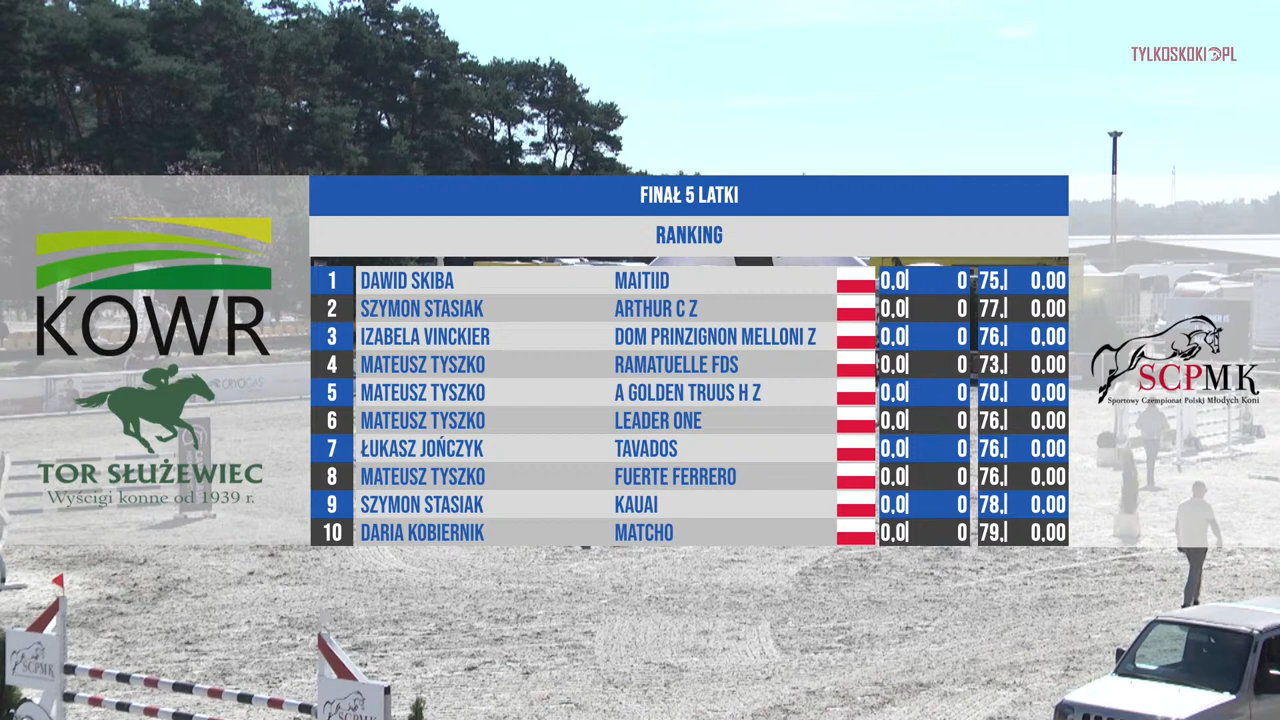 TYLKOSKOKI.PL
FINAŁ 5 LATKI
RANKING
1 DAWID SKIBA MAITIID 0,0 0 75, 0,00
2 SZYMON STASIAK ARTHUR C Z 0,0 0 77, 0,00
3 IZABELA VINCKIER DOM PRINZIGNON MELLONI Z 0,0 0 76, 0,00
4 MATEUSZ TYSZKO RAMATUELLE FDS 0,0 0 73, 0,00
5 MATEUSZ TYSZKO A GOLDEN TRUUS H Z 0,0 0 70, 0,00
6 MATEUSZ TYSZKO LEADER ONE 0,0 0 76, 0,00
7 ŁUKASZ JOŃCZYK TAVADOS 0,0 0 76, 0,00
8 MATEUSZ TYSZKO FUERTE FERRERO 0,0 0 76, 0,00
9 SZYMON STASIAK KAUAI 0,0 0 78, 0,00
10 DARIA KOBIERNIK MATCHO 0,0 0 79, 0,00
KOWR
TOR SŁUŻEWIEC
Wyścigi konne od 1939 r.
CRYOGAS
SCPMK
Sportowy Czempionat Polski Młodych Koni
SCPMK
SCPMK